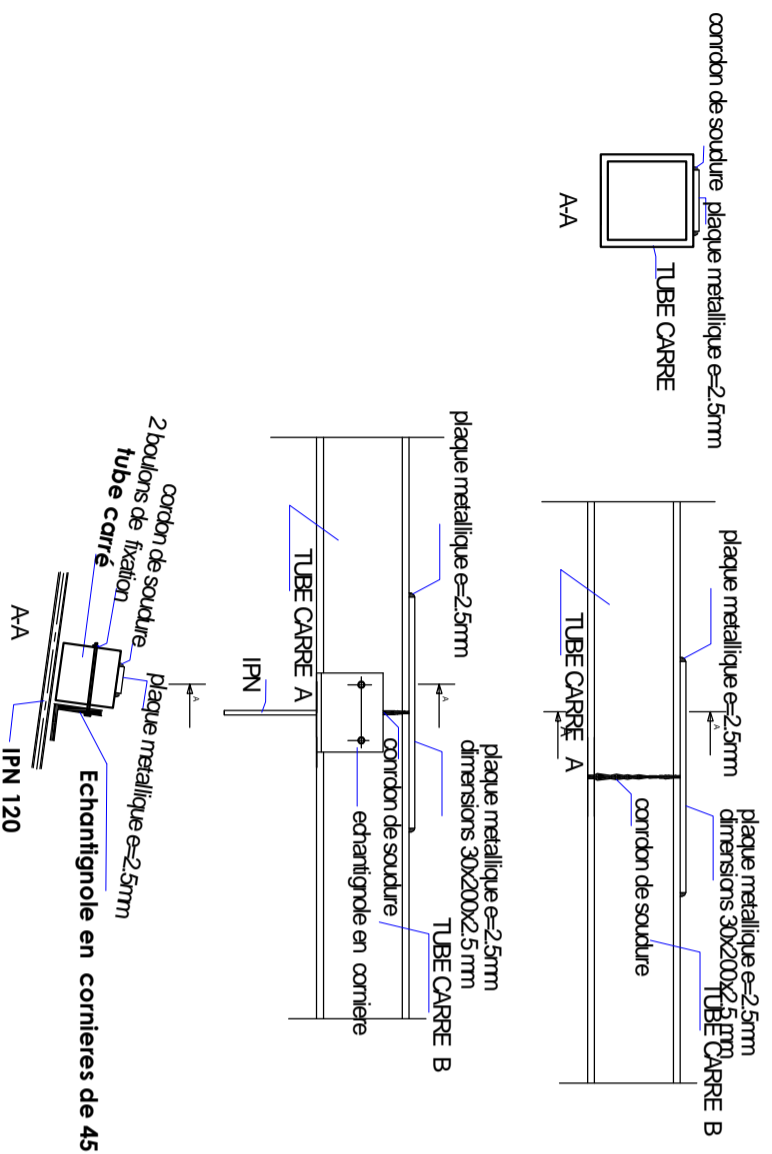 conrdon de soudure plaque metallique e=2.5mm
TUBE CARRE
A-A
plaque metallique e=2.5mm
A
A
TUBE CARRE A
conrdon de soudure
plaque metallique e=2.5mm
dimensions 30x200x2.5 mm
TUBE CARRE B
plaque metallique e=2.5mm
A
TUBE CARRE A
IPN
conrdon de soudure
echantignole en corniere
plaque metallique e=2.5mm
dimensions 30x200x2.5 mm
TUBE CARRE B
cordon de soudure
2 boulons de fixation
tube carré
plaque metallique e=2.5mm
A
Echantignole en cornieres de 45
IPN 120
A-A